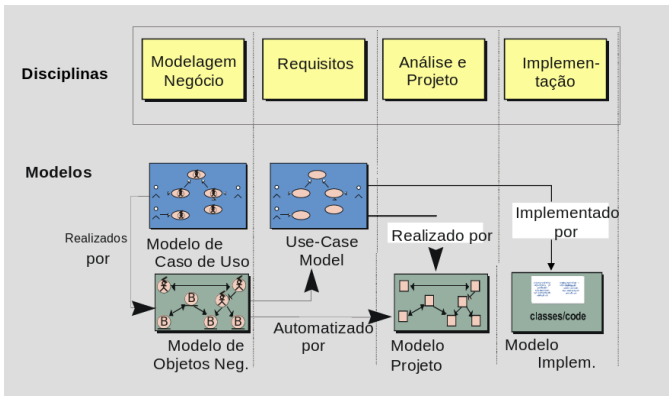 Disciplinas
Modelagem
Negócio
Requisitos
Análise e
Projeto
Implemen-
tação
Modelos
Realizados
por
Modelo de
Caso de Uso
Use-Case
Model
Realizado por
Implementado
por
B
B
B
B
B
Modelo de
Objetos Neg.
Automatizado
por
Modelo
Projeto
classes/code
Modelo
Implem.